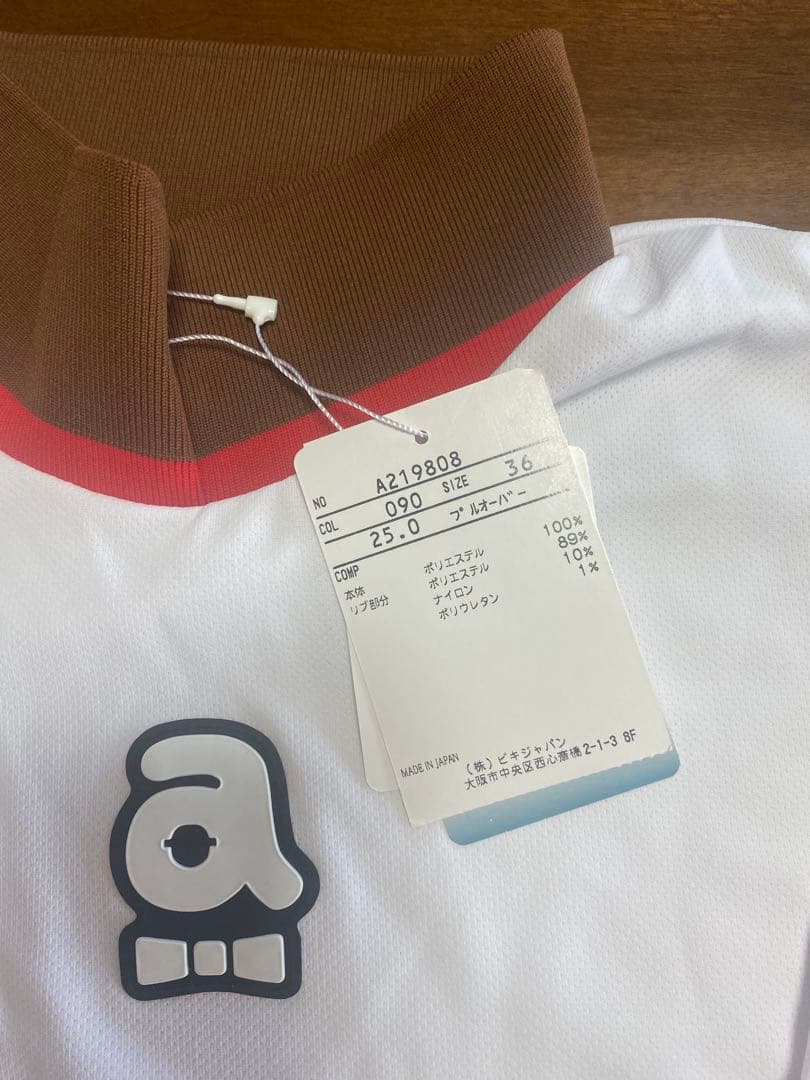 NO A219808
COL 090 SIZE 36
25.0 プルオーバー
COMP
本体 ポリエステル 100%
リブ部分 ポリエステル 89%
ナイロン 10%
ポリウレタン 1%
MADE IN JAPAN (株)ビキジャパン
大阪市中央区西心斎橋2-1-3 8F
a